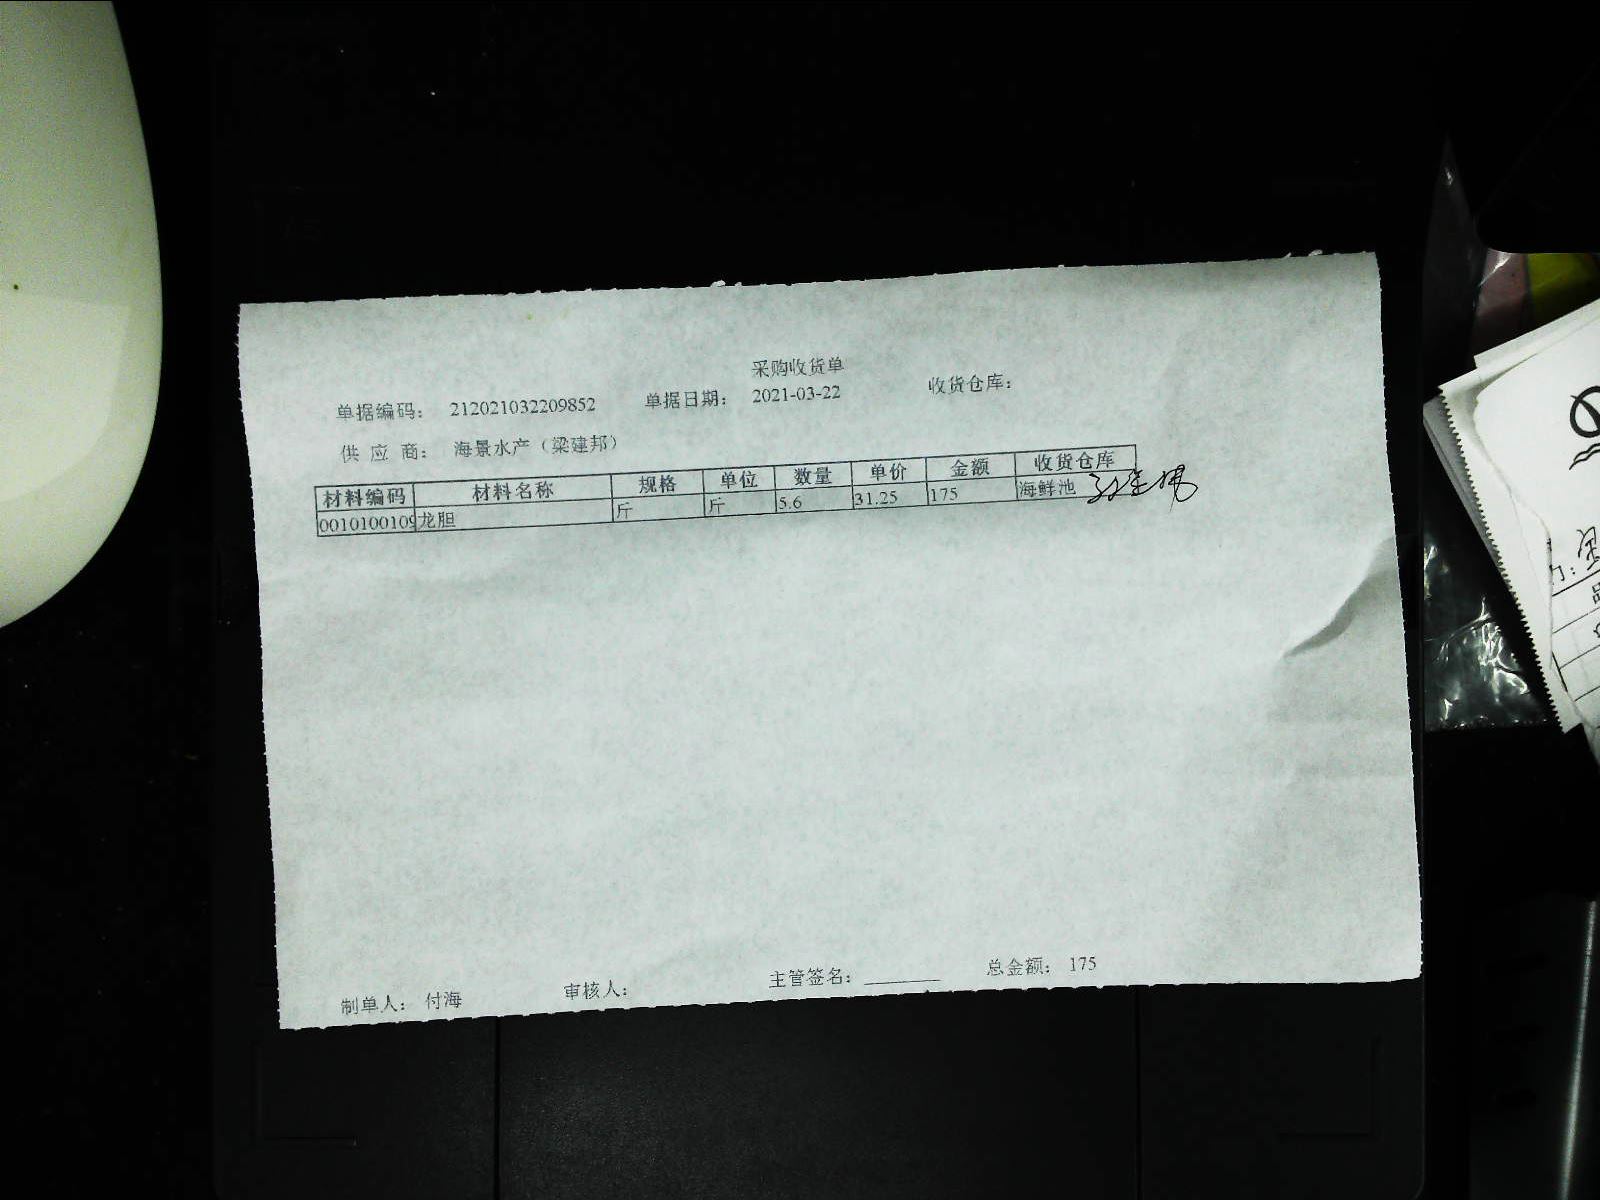 采购收货单
单据编码： 212021032209852 单据日期： 2021-03-22 收货仓库：
供 应 商： 海景水产（梁建邦）
材料编码 材料名称 规格 单位 数量 单价 金额 收货仓库
0010100109 龙胆 斤 斤 5.6 31.25 175 海鲜池
制单人： 付海 审核人： 主管签名：________ 总金额： 175